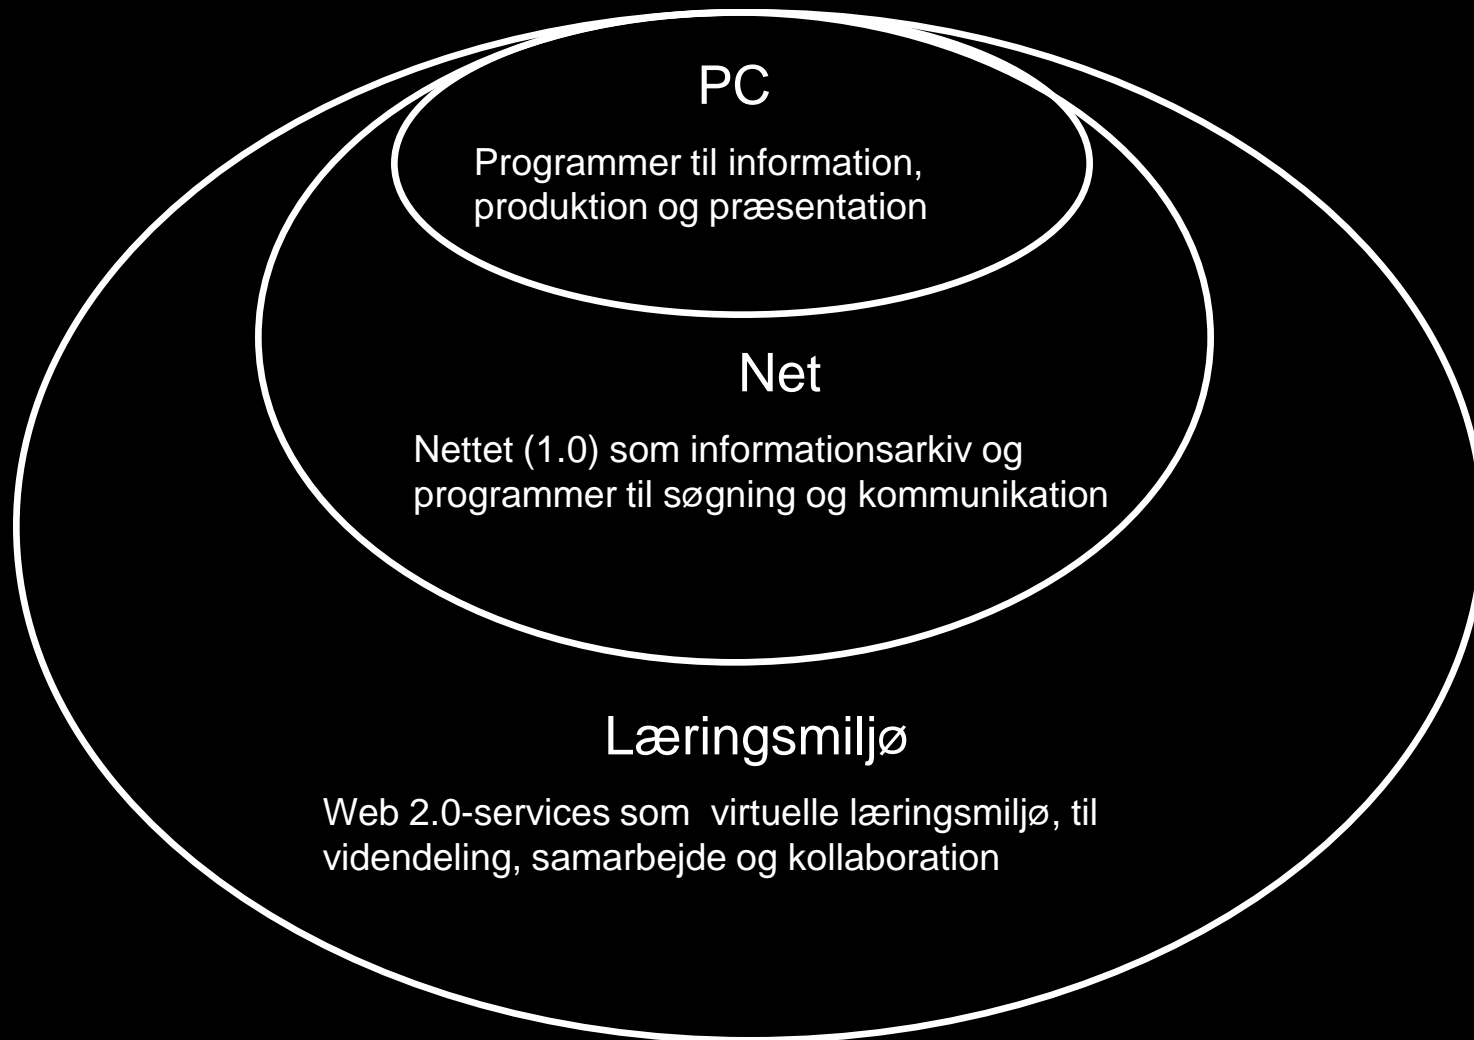 PC
Programmer til information,
produktion og præsentation
Net
Nettet (1.0) som informationsarkiv og
programmer til søgning og kommunikation
Læringsmiljø
Web 2.0-services som  virtuelle læringsmiljø, til
videndeling, samarbejde og kollaboration